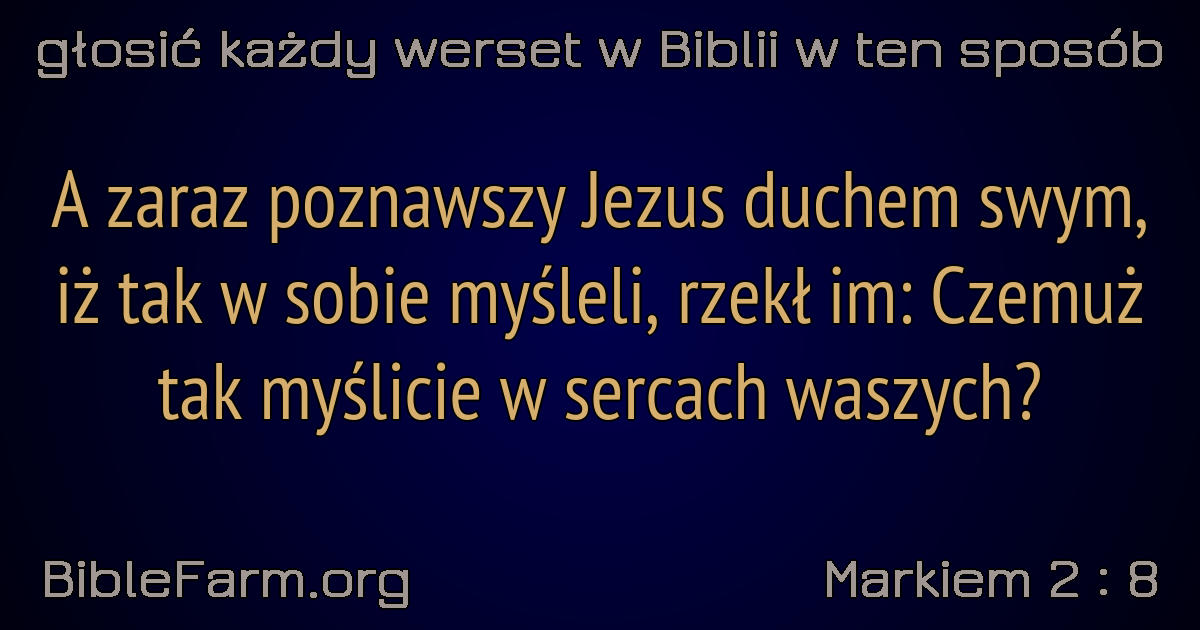 głosić każdy werset w Biblii w ten sposób
A zaraz poznawszy Jezus duchem swym,
iż tak w sobie myśleli, rzekł im: Czemuż
tak myślicie w sercach waszych?
BibleFarm.org
Markiem 2 : 8